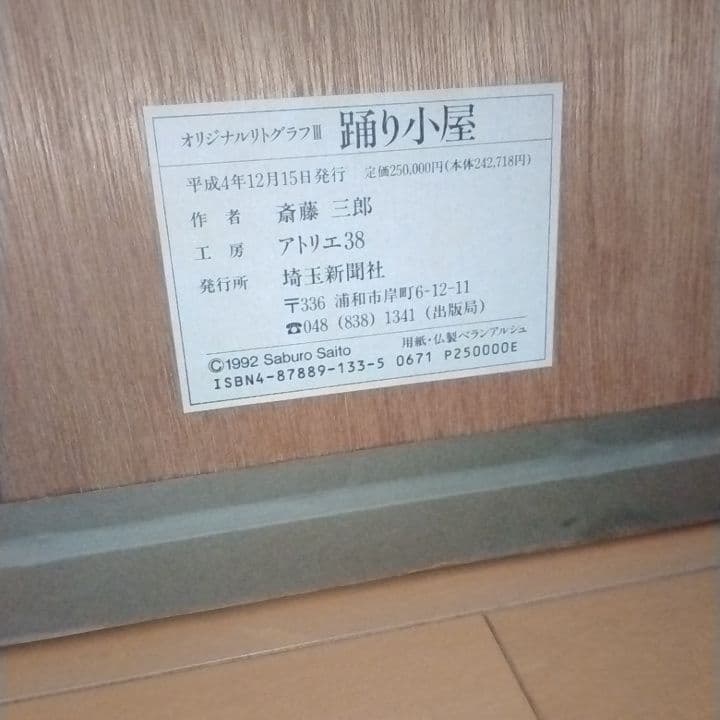 オリジナルリトグラフⅢ 踊り小屋
平成4年12月15日発行 定価250,000円(本体242,718円)
作者 斎藤 三郎
工房 アトリエ38
発行所 埼玉新聞社
〒336 浦和市岸町6-12-11
☎048 (838) 1341 (出版局)
用紙・仏製ベランアルシュ
©1992 Saburo Saito
ISBN4-87889-133-5 0671 P250000E